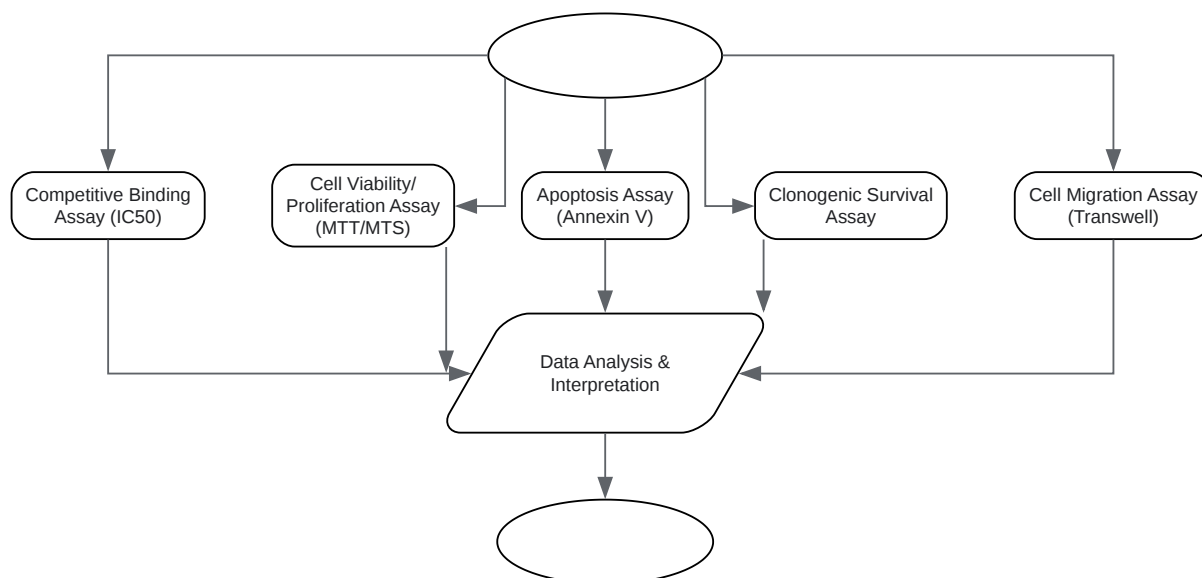 Competitive Binding
Assay (IC50)
Cell Viability/
Proliferation Assay
(MTT/MTS)
Apoptosis Assay
(Annexin V)
Clonogenic Survival
Assay
Cell Migration Assay
(Transwell)
Data Analysis &
Interpretation